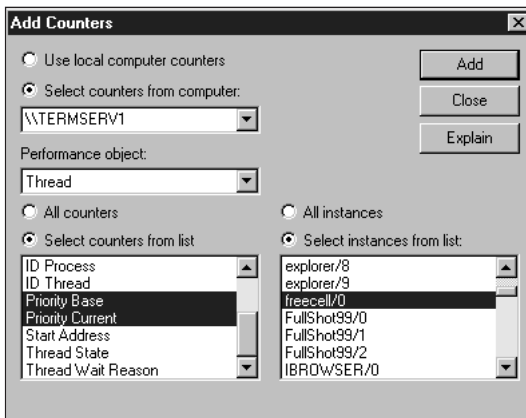 Add Counters
Use local computer counters
Select counters from computer:
\\TERMSERV1
Performance object:
Thread
All counters
Select counters from list
ID Process
ID Thread
Priority Base
Priority Current
Start Address
Thread State
Thread Wait Reason
All instances
Select instances from list:
explorer/8
explorer/9
freecell/0
FullShot99/0
FullShot99/1
FullShot99/2
IBROWSER/0
Add
Close
Explain